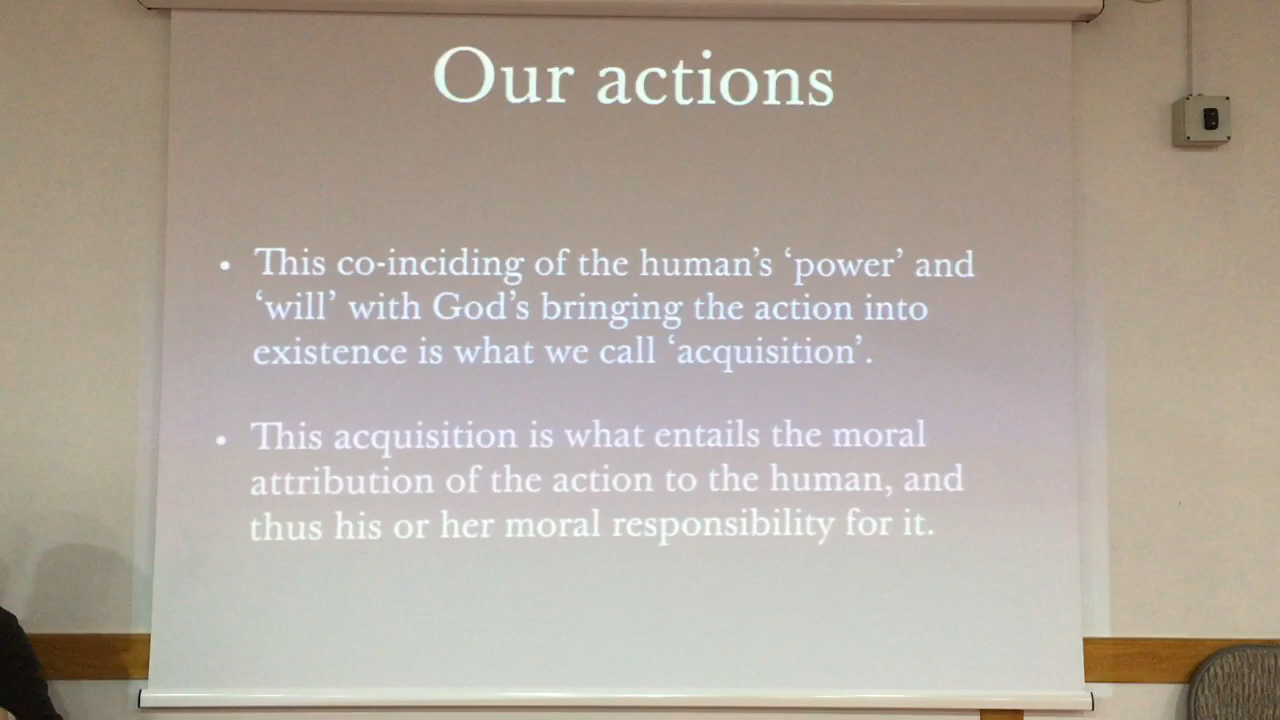 Our actions
• This co-inciding of the human's ‘power’ and
‘will’ with God's bringing the action into
existence is what we call ‘acquisition’.
• This acquisition is what entails the moral
attribution of the action to the human, and
thus his or her moral responsibility for it.